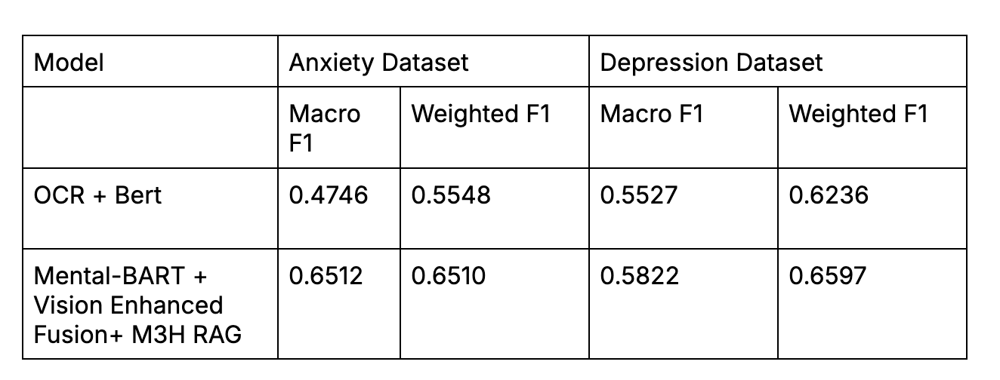 Model Anxiety Dataset Depression Dataset
Macro F1 Weighted F1 Macro F1 Weighted F1
OCR + Bert 0.4746 0.5548 0.5527 0.6236
Mental-BART + 0.6512 0.6510 0.5822 0.6597
Vision Enhanced
Fusion+ M3H RAG